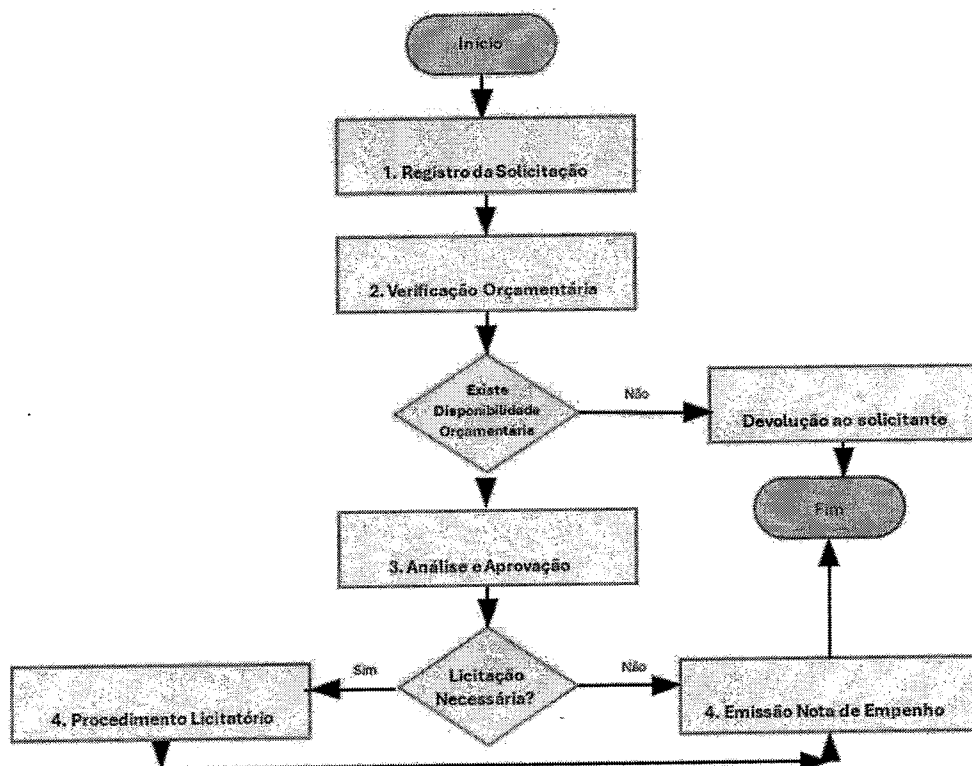 Início
1. Registro da Solicitação
2. Verificação Orçamentária
Existe
Disponibilidade
Orçamentária
Não
Devolução ao solicitante
Fim
3. Análise e Aprovação
Licitação
Necessária?
Sim
Não
4. Procedimento Licitatório
4. Emissão Nota de Empenho